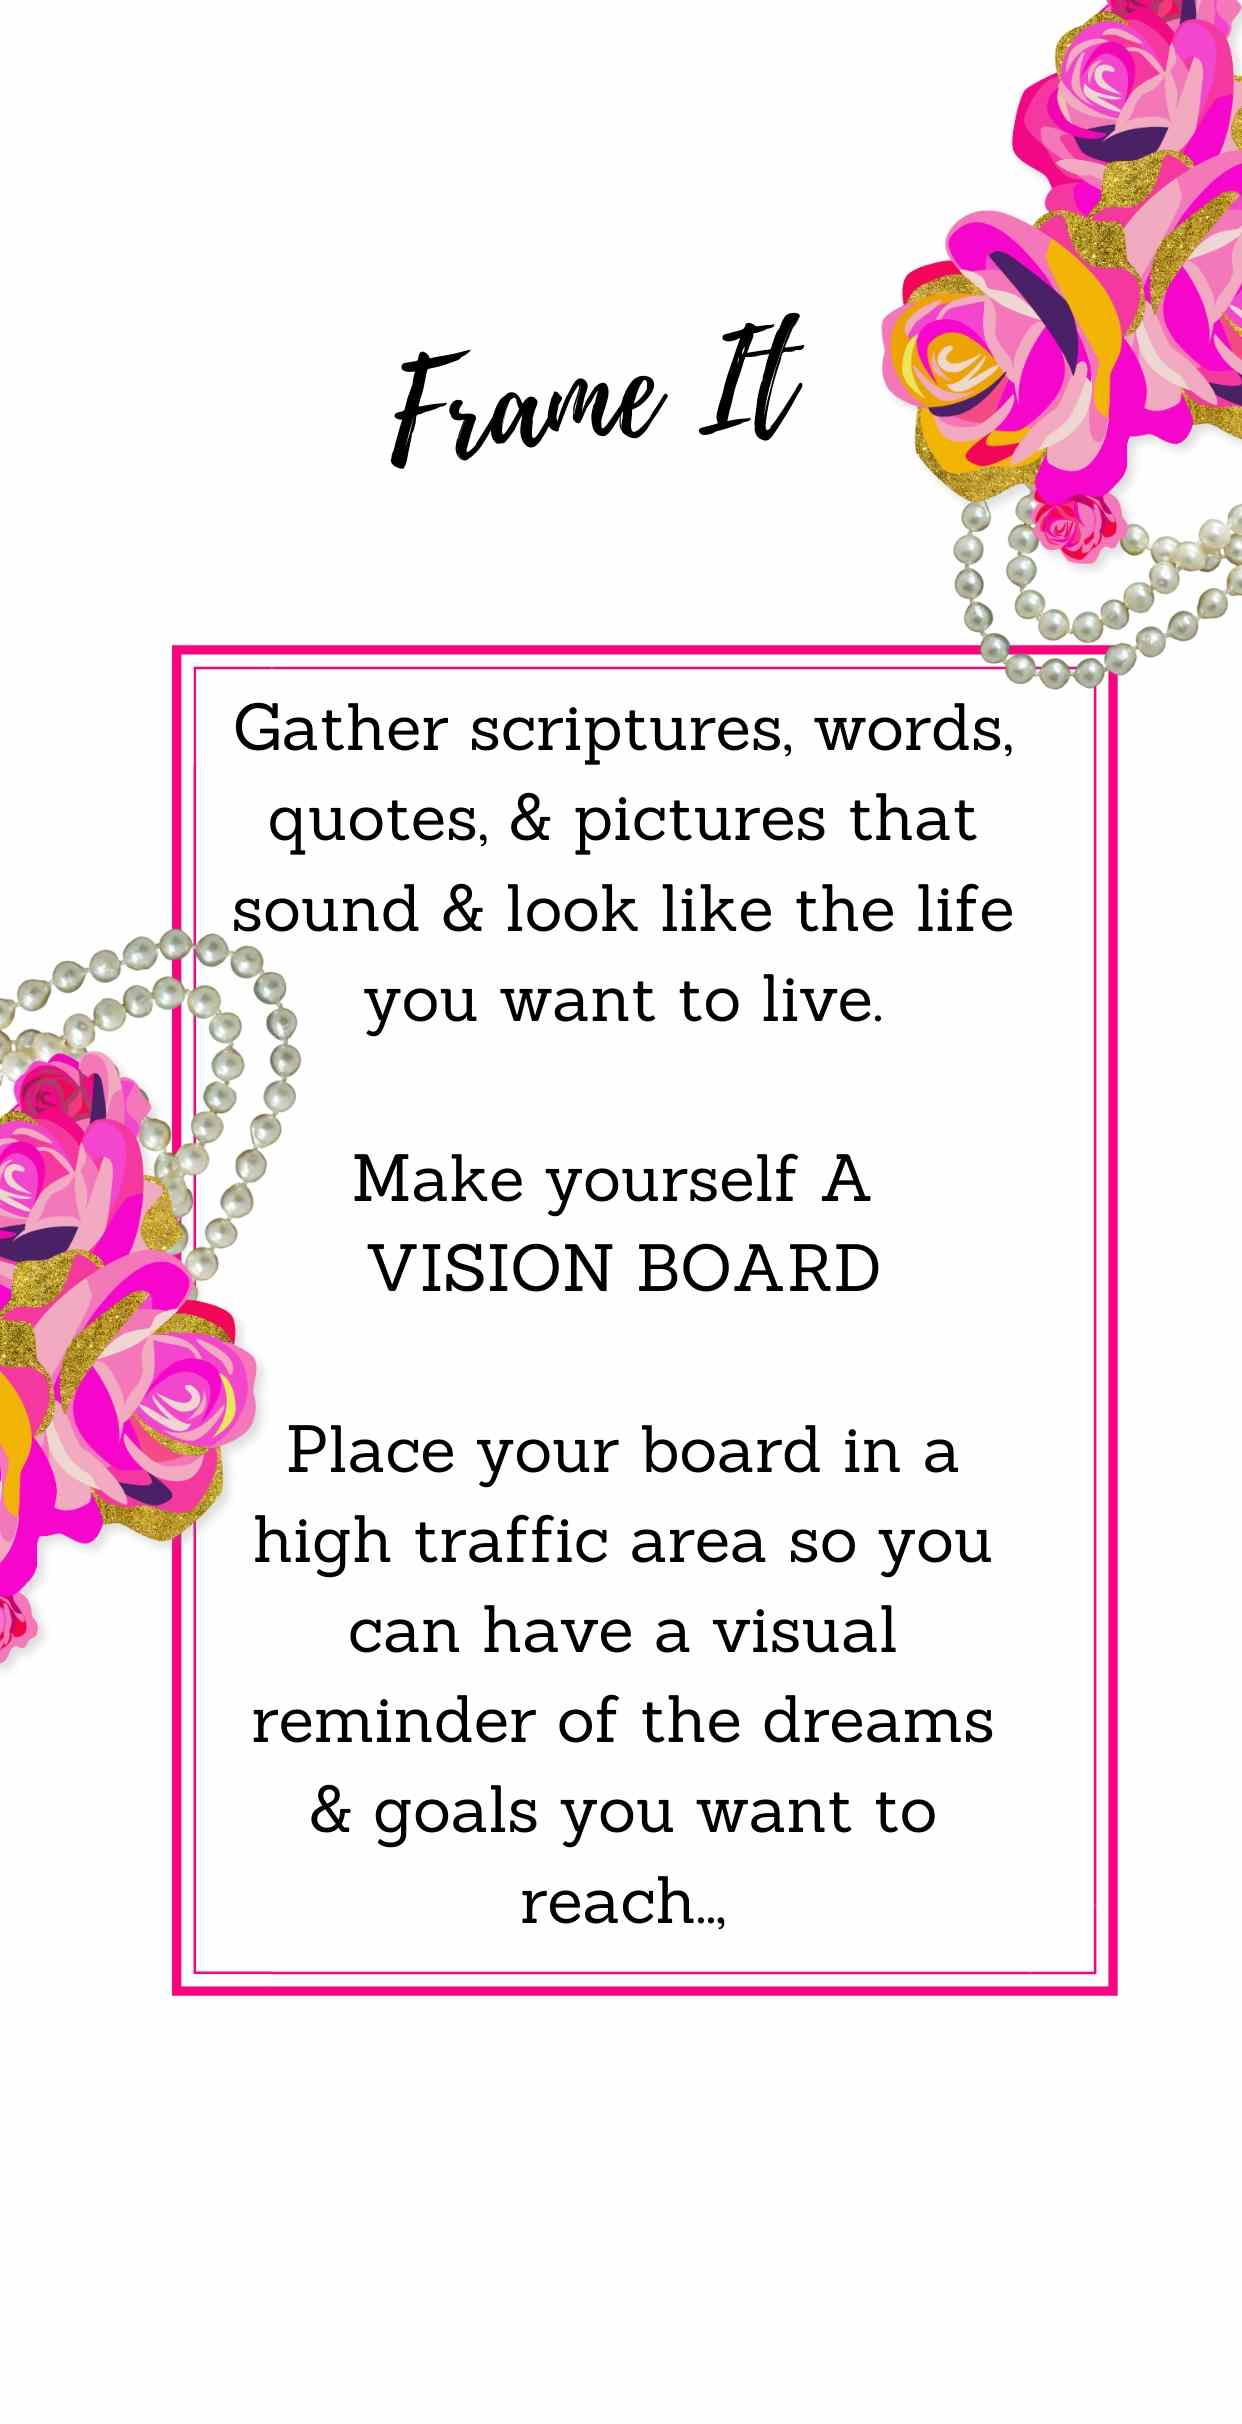 Frame It
Gather scriptures, words,
quotes, & pictures that
sound & look like the life
you want to live.
Make yourself A
VISION BOARD
Place your board in a
high traffic area so you
can have a visual
reminder of the dreams
& goals you want to
reach..,